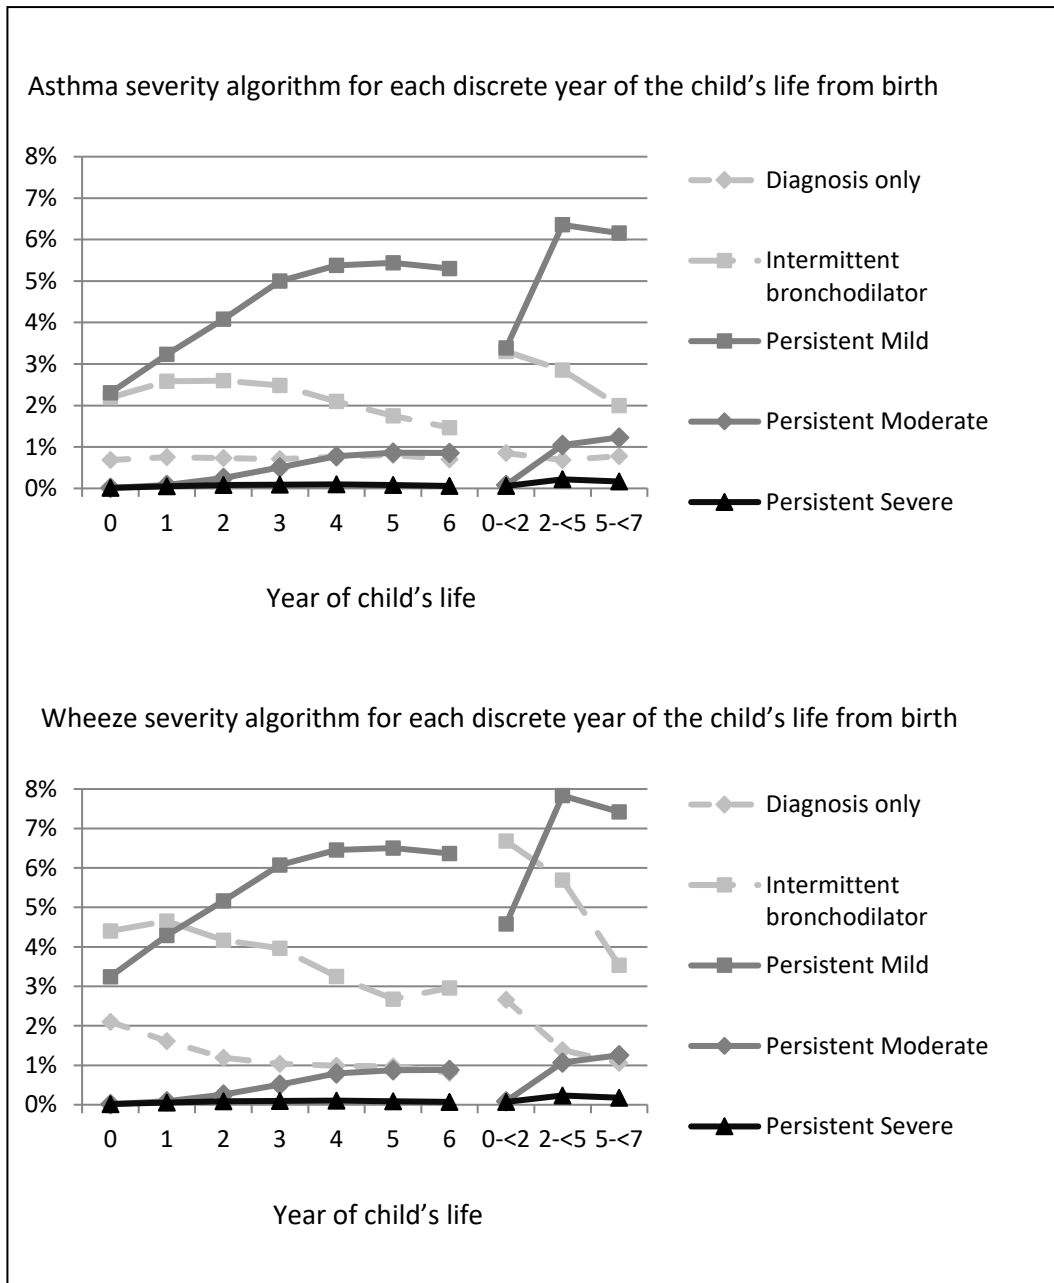 Asthma severity algorithm for each discrete year of the child’s life from birth
8%
7%
6%
5%
4%
3%
2%
1%
0%
0 1 2 3 4 5 6 0-<2 2-<5 5-<7
Year of child’s life
Diagnosis only
Intermittent
bronchodilator
Persistent Mild
Persistent Moderate
Persistent Severe
Wheeze severity algorithm for each discrete year of the child’s life from birth
8%
7%
6%
5%
4%
3%
2%
1%
0%
0 1 2 3 4 5 6 0-<2 2-<5 5-<7
Year of child’s life
Diagnosis only
Intermittent
bronchodilator
Persistent Mild
Persistent Moderate
Persistent Severe